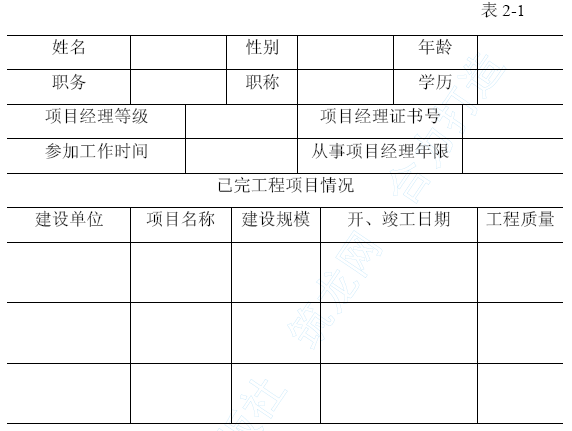 表 2-1
姓名 性别 年龄
职务 职称 学历
项目经理等级 项目经理证书号
参加工作时间 从事项目经理年限
已完工程项目情况
建设单位 项目名称 建设规模 开、竣工日期 工程质量
筑龙网